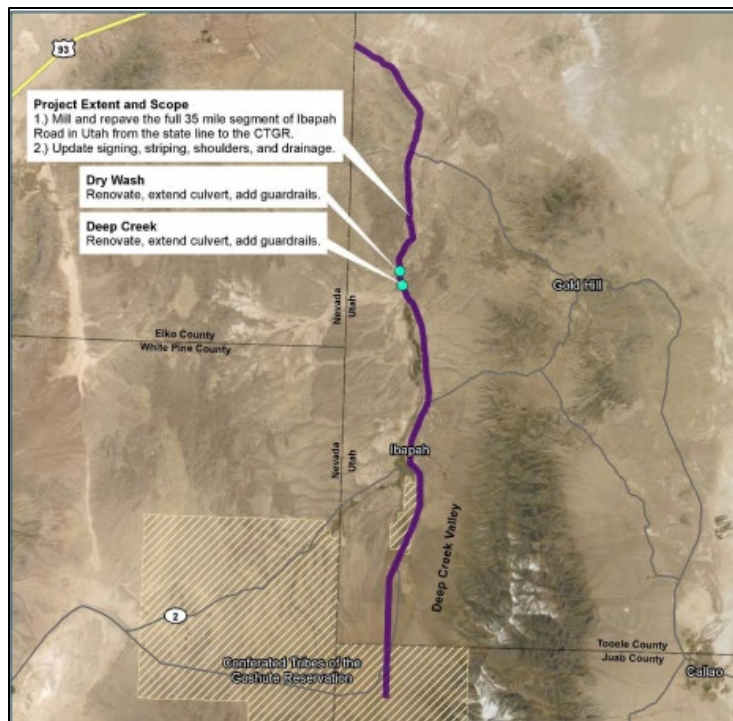 93
Project Extent and Scope
1.) Mill and repave the full 35 mile segment of Ibapah
Road in Utah from the state line to the CTGR.
2.) Update signing, striping, shoulders, and drainage.
Dry Wash
Renovate, extend culvert, add guardrails.
Deep Creek
Renovate, extend culvert, add guardrails.
Gold Hill
Nevada
Utah
Elko County
White Pine County
Ibapah
Nevada
Utah
Deep Creek Valley
2
Tooele County
Juab County
Conferated Tribes of the
Goshute Reservation
Callao